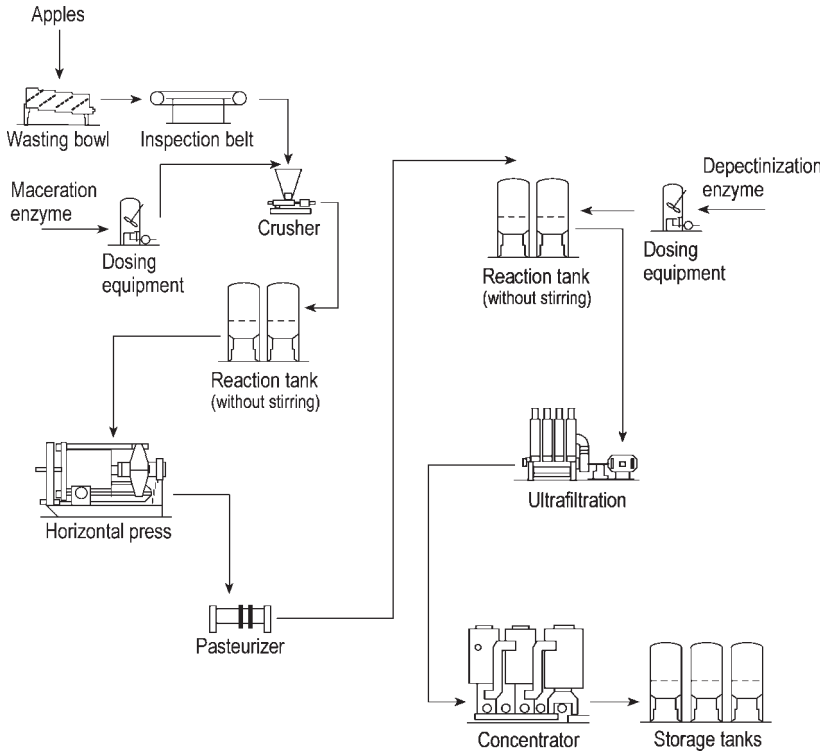 Apples
Wasting bowl
Inspection belt
Maceration
enzyme
Dosing
equipment
Crusher
Reaction tank
(without stirring)
Horizontal press
Pasteurizer
Depectinization
enzyme
Dosing
equipment
Reaction tank
(without stirring)
Ultrafiltration
Concentrator
Storage tanks